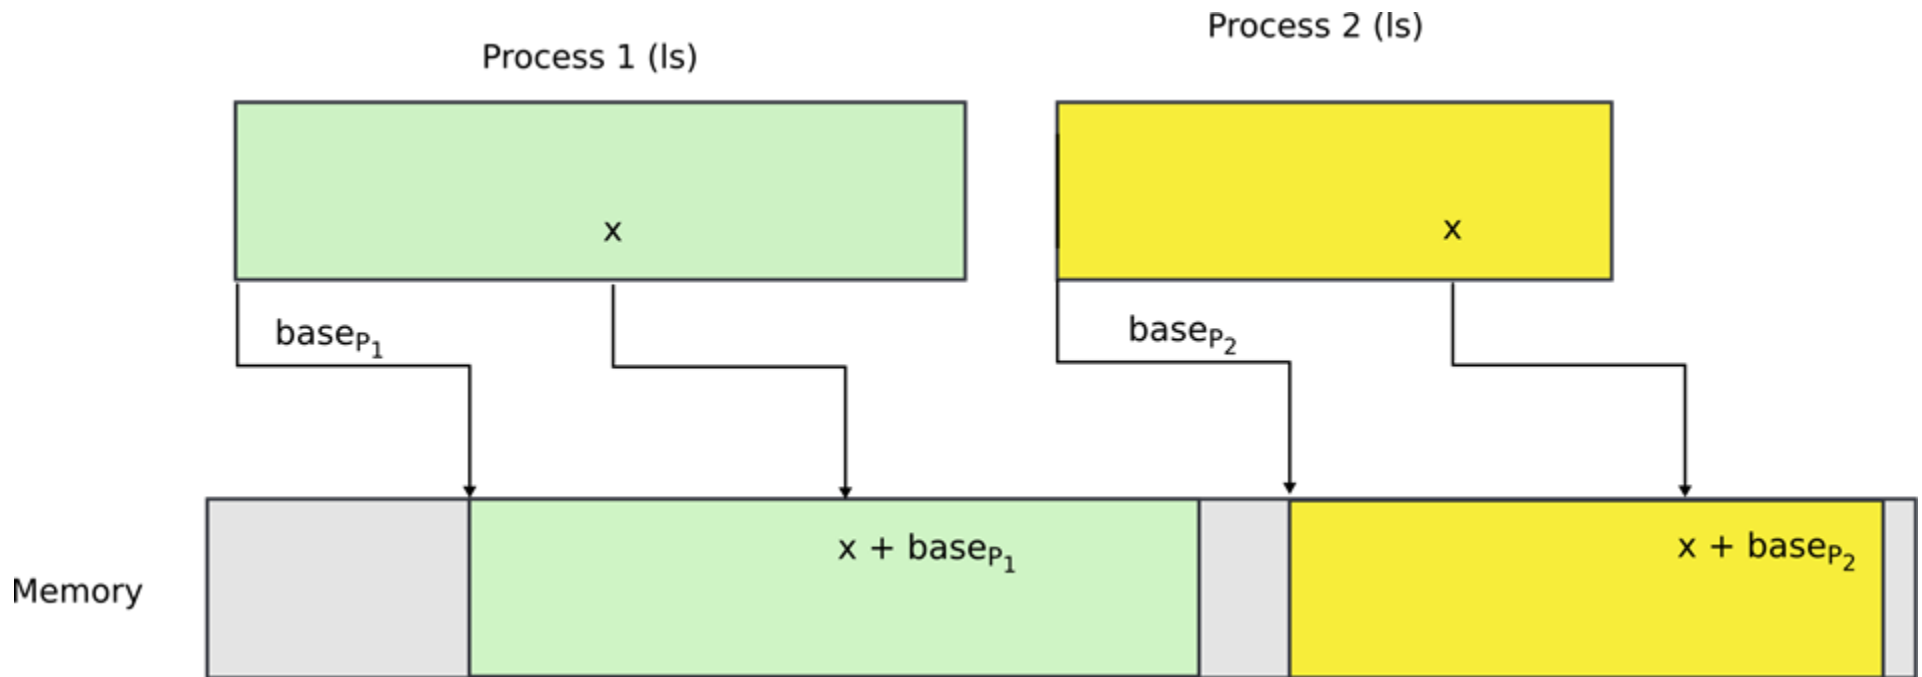 Process 1 (ls)
Process 2 (ls)
x
x
baseP1
baseP2
x + baseP1
x + baseP2
Memory